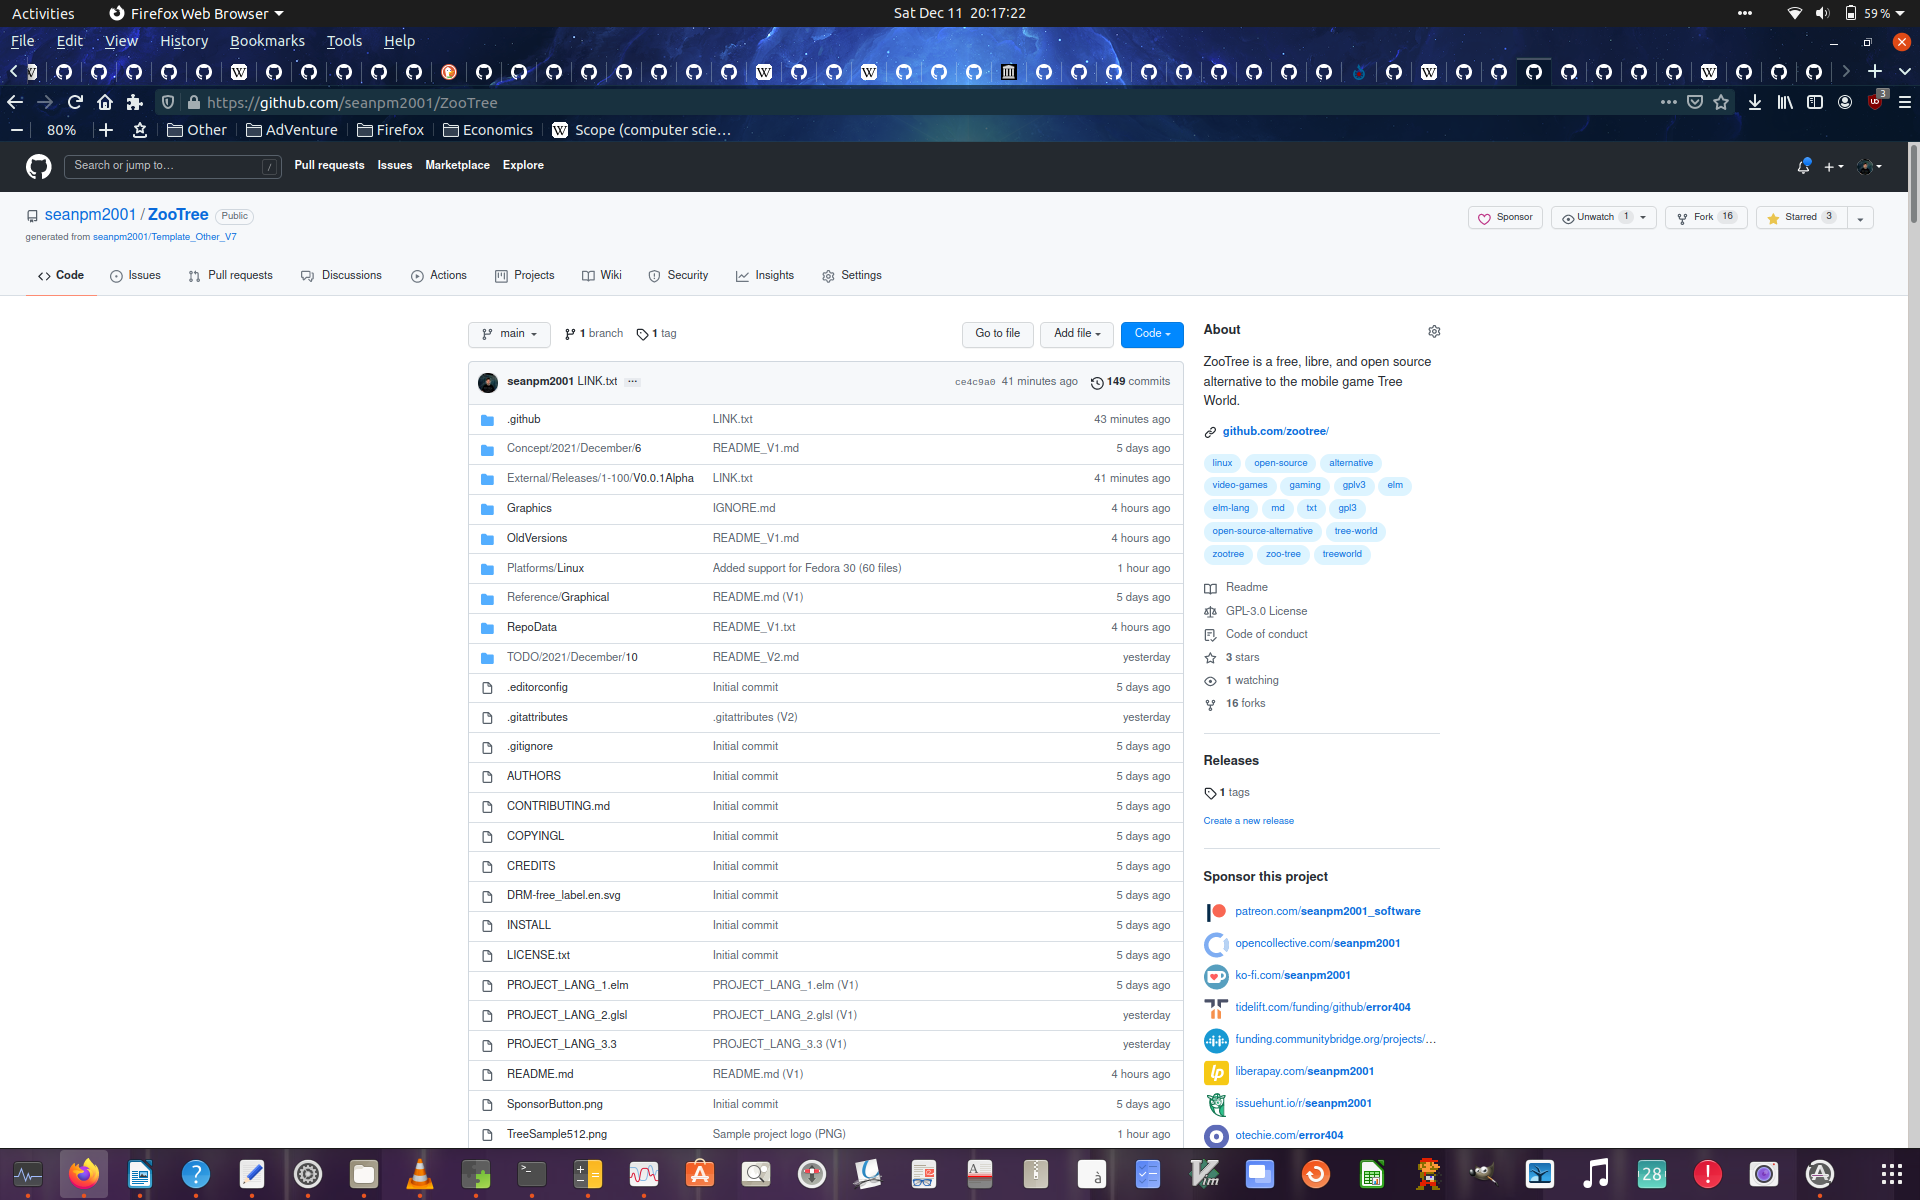 Activities Firefox Web Browser Sat Dec 11 20:17:22 59 %
File Edit View History Bookmarks Tools Help
https://github.com/seanpm2001/ZooTree 3
80% Other AdVenture Firefox Economics Scope (computer scie…
Search or jump to… / Pull requests Issues Marketplace Explore
seanpm2001 / ZooTree Public Sponsor Unwatch 1 Fork 16 Starred 3
generated from seanpm2001/Template_Other_V7
Code Issues Pull requests Discussions Actions Projects Wiki Security Insights Settings
main 1 branch 1 tag Go to file Add file Code
seanpm2001 LINK.txt ... ce4c9a0 41 minutes ago 149 commits
.github LINK.txt 43 minutes ago
Concept/2021/December/6 README_V1.md 5 days ago
External/Releases/1-100/V0.0.1Alpha LINK.txt 41 minutes ago
Graphics IGNORE.md 4 hours ago
OldVersions README_V1.md 4 hours ago
Platforms/Linux Added support for Fedora 30 (60 files) 1 hour ago
Reference/Graphical README.md (V1) 5 days ago
RepoData README_V1.txt 4 hours ago
TODO/2021/December/10 README_V2.md yesterday
.editorconfig Initial commit 5 days ago
.gitattributes .gitattributes (V2) yesterday
.gitignore Initial commit 5 days ago
AUTHORS Initial commit 5 days ago
CONTRIBUTING.md Initial commit 5 days ago
COPYINGL Initial commit 5 days ago
CREDITS Initial commit 5 days ago
DRM-free_label.en.svg Initial commit 5 days ago
INSTALL Initial commit 5 days ago
LICENSE.txt Initial commit 5 days ago
PROJECT_LANG_1.elm PROJECT_LANG_1.elm (V1) 5 days ago
PROJECT_LANG_2.glsl PROJECT_LANG_2.glsl (V1) yesterday
PROJECT_LANG_3.3 PROJECT_LANG_3.3 (V1) yesterday
README.md README.md (V1) 4 hours ago
SponsorButton.png Initial commit 5 days ago
TreeSample512.png Sample project logo (PNG) 1 hour ago
About
ZooTree is a free, libre, and open source
alternative to the mobile game Tree
World.
github.com/zootree/
linux open-source alternative
video-games gaming gplv3 elm
elm-lang md txt gpl3
open-source-alternative tree-world
zootree zoo-tree treeworld
Readme
GPL-3.0 License
Code of conduct
3 stars
1 watching
16 forks
Releases
1 tags
Create a new release
Sponsor this project
patreon.com/seanpm2001_software
opencollective.com/seanpm2001
ko-fi.com/seanpm2001
tidelift.com/funding/github/error404
funding.communitybridge.org/projects/…
liberapay.com/seanpm2001
issuehunt.io/r/seanpm2001
otechie.com/error404
28